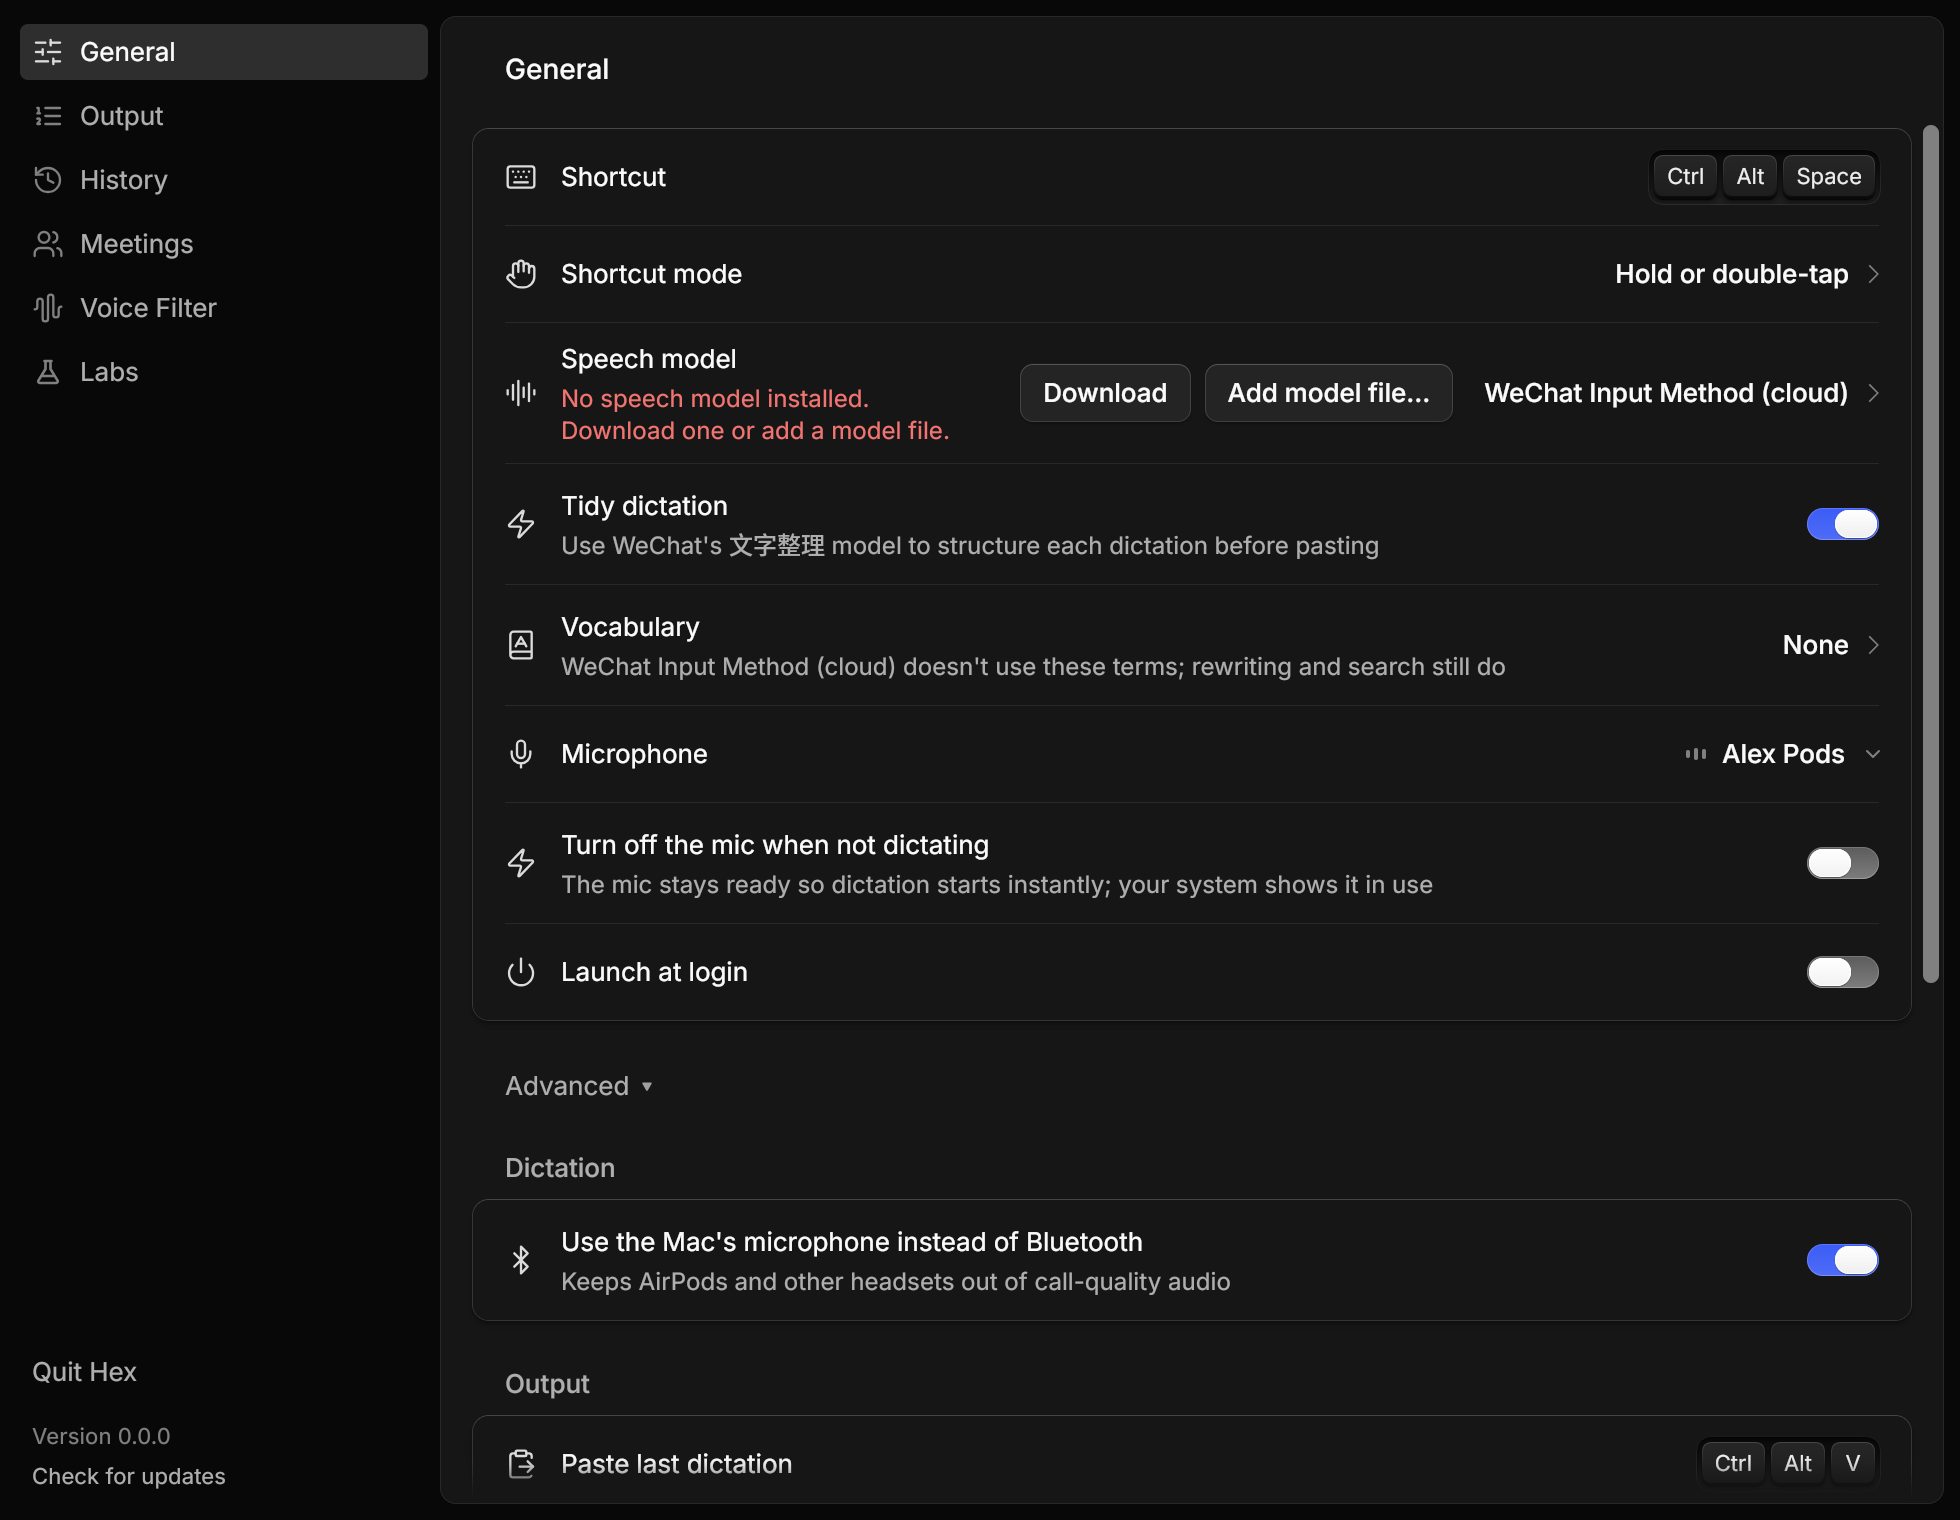 General
Output
History
Meetings
Voice Filter
Labs
Quit Hex
Version 0.0.0
Check for updates
General
Shortcut
Ctrl Alt Space
Shortcut mode
Hold or double-tap
Speech model
No speech model installed.
Download one or add a model file.
Download
Add model file...
WeChat Input Method (cloud)
Tidy dictation
Use WeChat's 文字整理 model to structure each dictation before pasting
Vocabulary
WeChat Input Method (cloud) doesn't use these terms; rewriting and search still do
None
Microphone
Alex Pods
Turn off the mic when not dictating
The mic stays ready so dictation starts instantly; your system shows it in use
Launch at login
Advanced
Dictation
Use the Mac's microphone instead of Bluetooth
Keeps AirPods and other headsets out of call-quality audio
Output
Paste last dictation
Ctrl Alt V